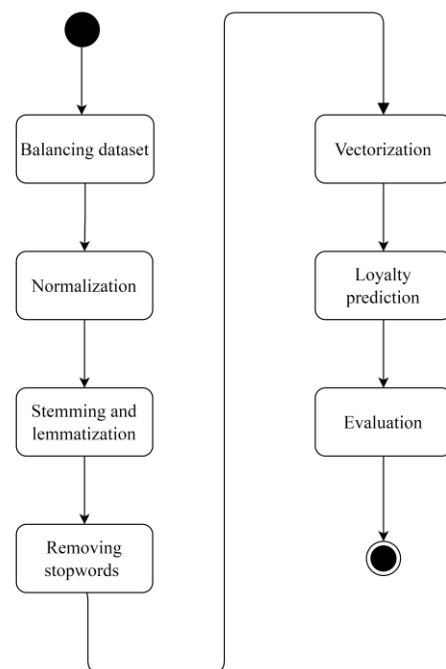 Balancing dataset
Normalization
Stemming and
lemmatization
Removing
stopwords
Vectorization
Loyalty
prediction
Evaluation